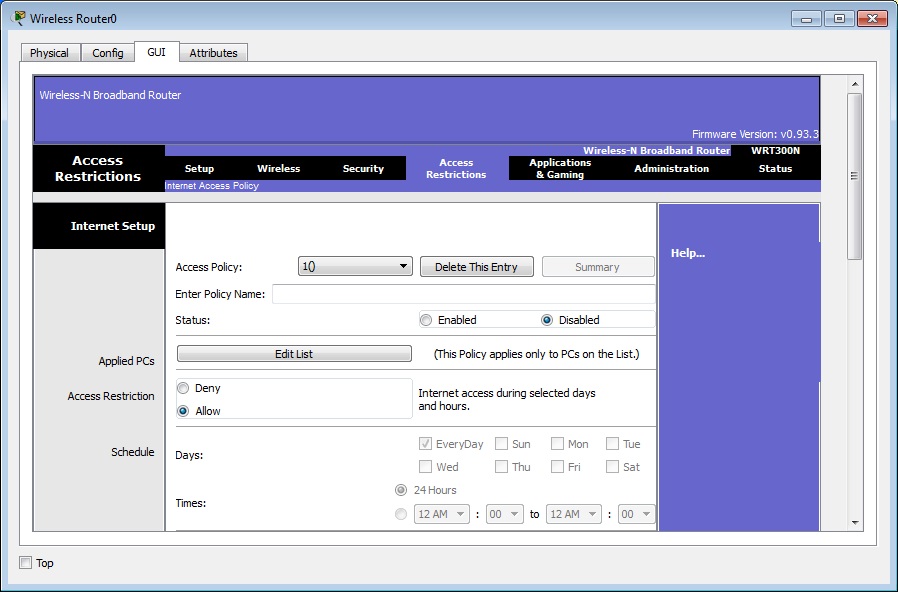 Wireless Router0
Physical Config GUI Attributes
Wireless-N Broadband Router
Firmware Version: v0.93.3
Wireless-N Broadband Router WRT300N
Access Restrictions
Setup Wireless Security Access Restrictions Applications & Gaming Administration Status
Internet Access Policy
Internet Setup
Help...
Access Policy: 1() Delete This Entry Summary
Enter Policy Name:
Status: Enabled Disabled
Applied PCs Edit List (This Policy applies only to PCs on the List.)
Access Restriction Deny
Allow
Internet access during selected days
and hours.
Schedule Days: EveryDay Sun Mon Tue
Wed Thu Fri Sat
Times: 24 Hours
12 AM : 00 to 12 AM : 00
Top